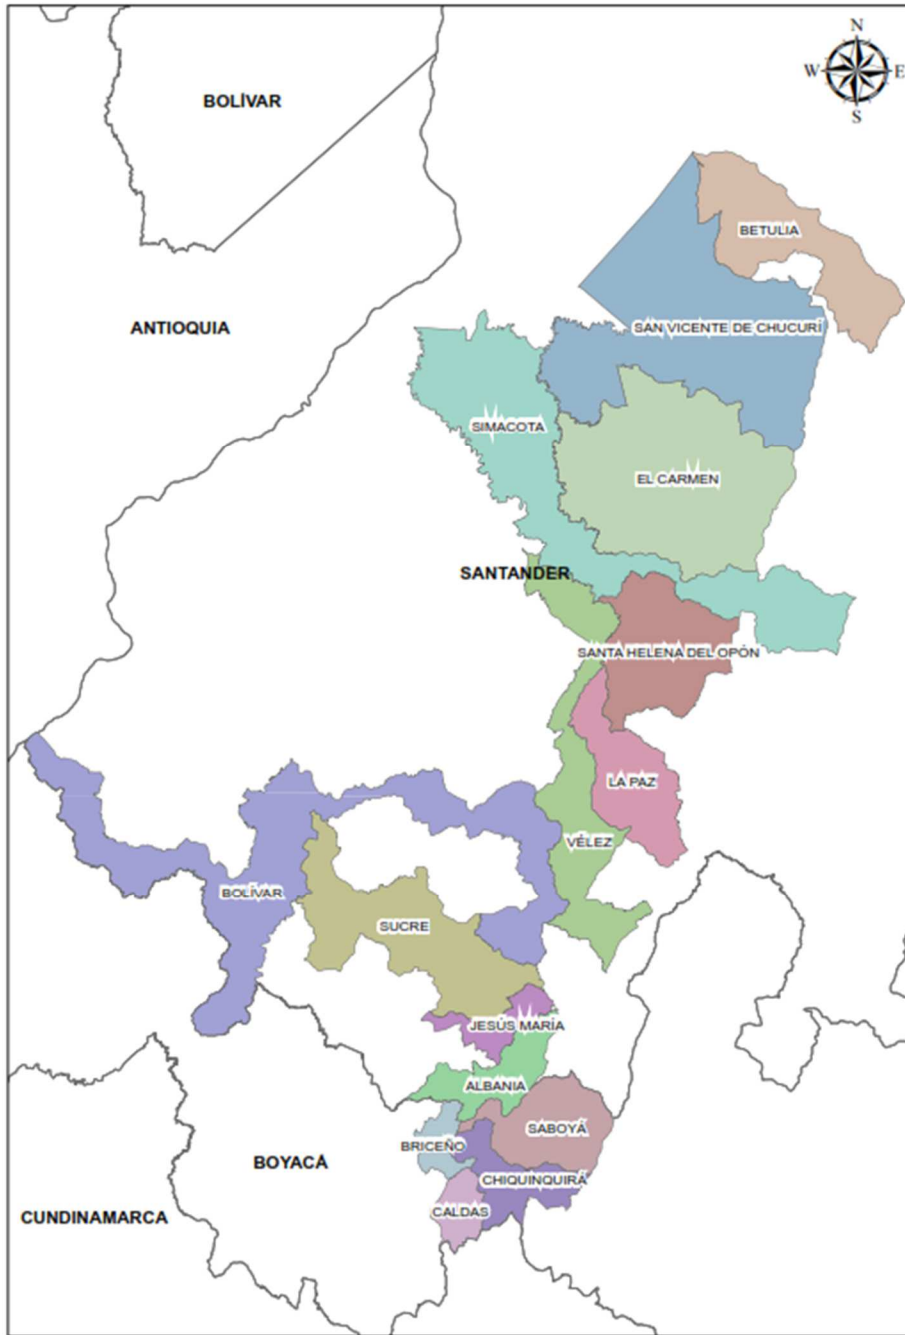 BOLÍVAR
N
W
E
S
BETULIA
ANTIOQUIA
SAN VICENTE DE CHUCURÍ
SIMACOTA
EL CARMEN
SANTANDER
SANTA HELENA DEL OPÓN
LA PAZ
VÉLEZ
BOLÍVAR
SUCRE
JESÚS MARÍA
ALBANIA
SABOYÁ
BRICEÑO
BOYACÁ
CHIQUINQUIRÁ
CALDAS
CUNDINAMARCA